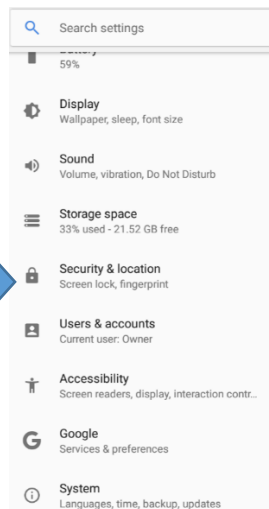 Search settings
59%
Display
Wallpaper, sleep, font size
Sound
Volume, vibration, Do Not Disturb
Storage space
33% used - 21.52 GB free
Security & location
Screen lock, fingerprint
Users & accounts
Current user: Owner
Accessibility
Screen readers, display, interaction contr...
Google
Services & preferences
System
Languages, time, backup, updates